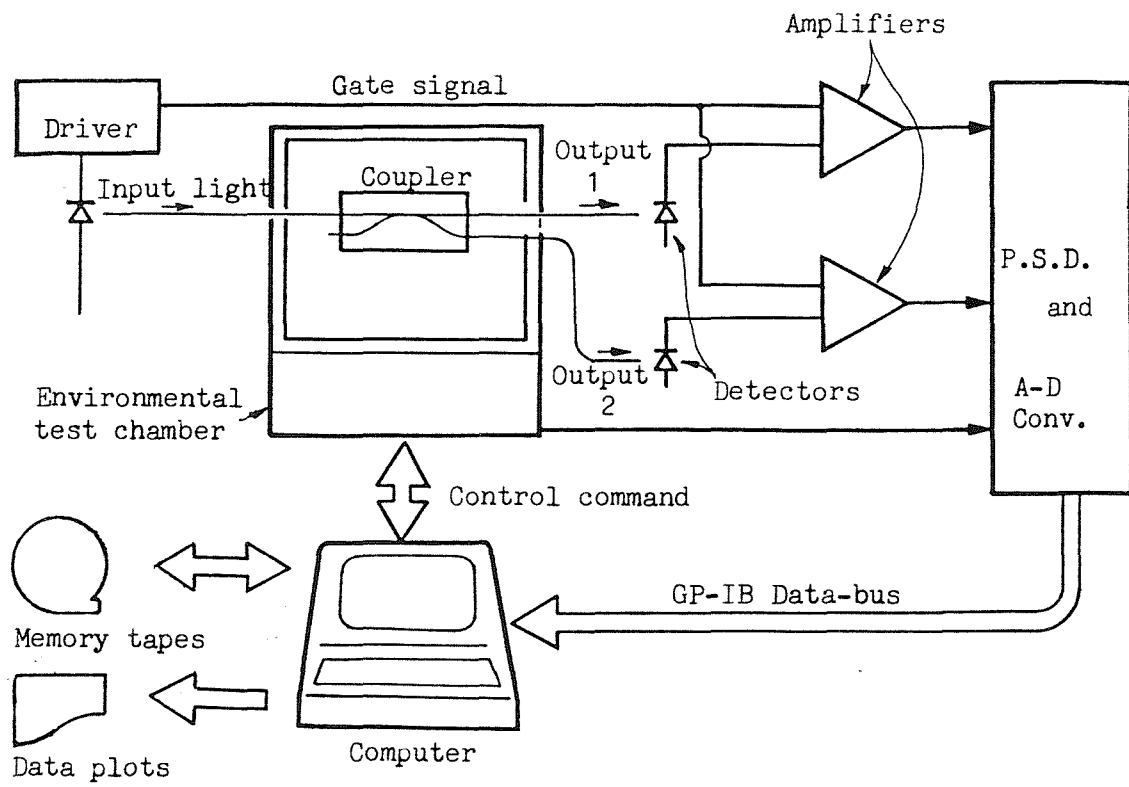 Amplifiers
Gate signal
Driver
Input light
Coupler
Output
1
P.S.D.
and
A-D
Conv.
Output
2
Detectors
Environmental
test chamber
Control command
GP-IB Data-bus
Memory tapes
Computer
Data plots